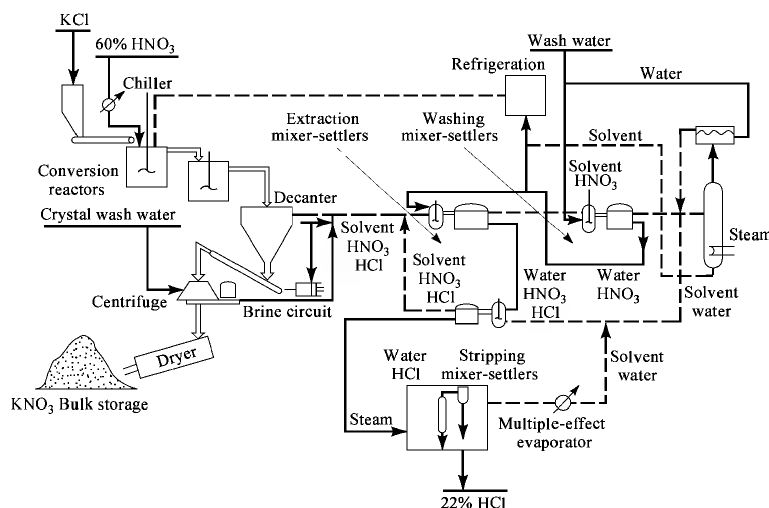 KCl
60% HNO₃
Chiller
Conversion
reactors
Crystal wash water
Centrifuge
Dryer
KNO₃ Bulk storage
Decanter
Brine circuit
Solvent
HNO₃
HCl
Extraction
mixer-settlers
Refrigeration
Washing
mixer-settlers
Wash water
Water
Solvent
Solvent
HNO₃
Steam
Solvent
water
Solvent
HNO₃
HCl
Water
HNO₃
HCl
Water
HNO₃
Solvent
water
Water
HCl
Stripping
mixer-settlers
Steam
Multiple-effect
evaporator
22% HCl